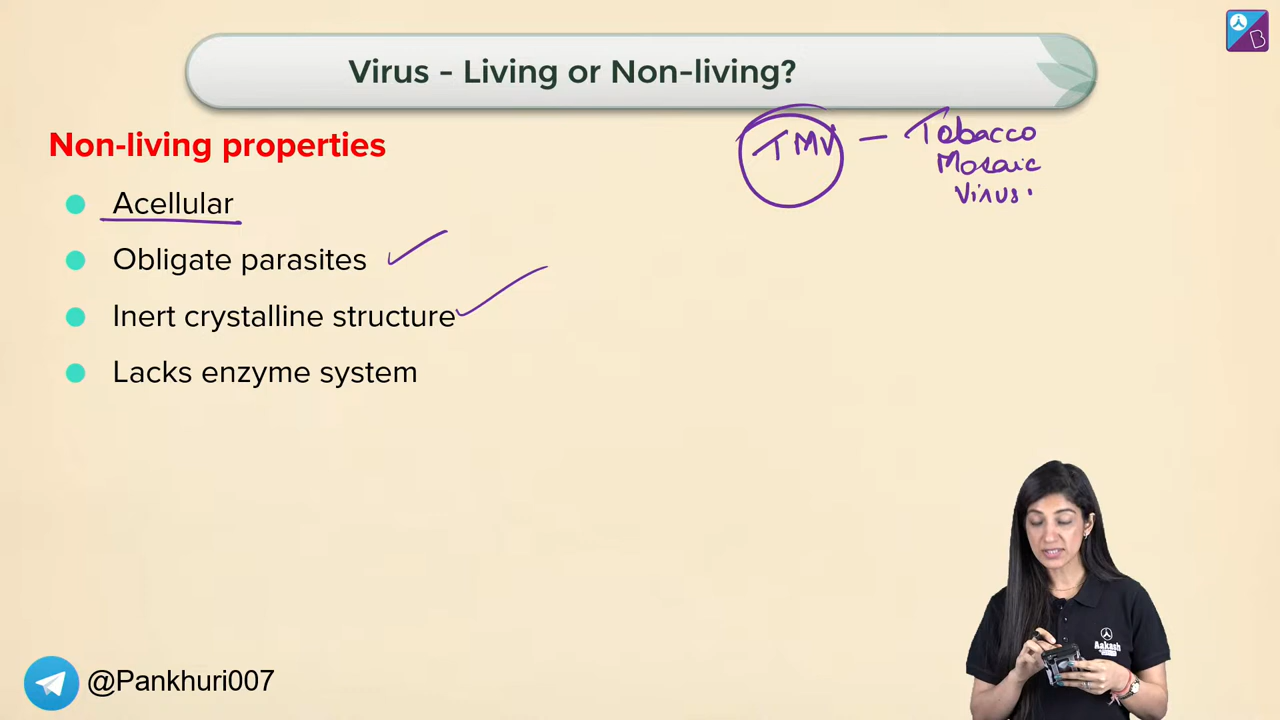 Virus - Living or Non-living?
Non-living properties
TMV — Tobacco
Mosaic
Virus.
Acellular
Obligate parasites
Inert crystalline structure
Lacks enzyme system
Aakash
B
@Pankhuri007